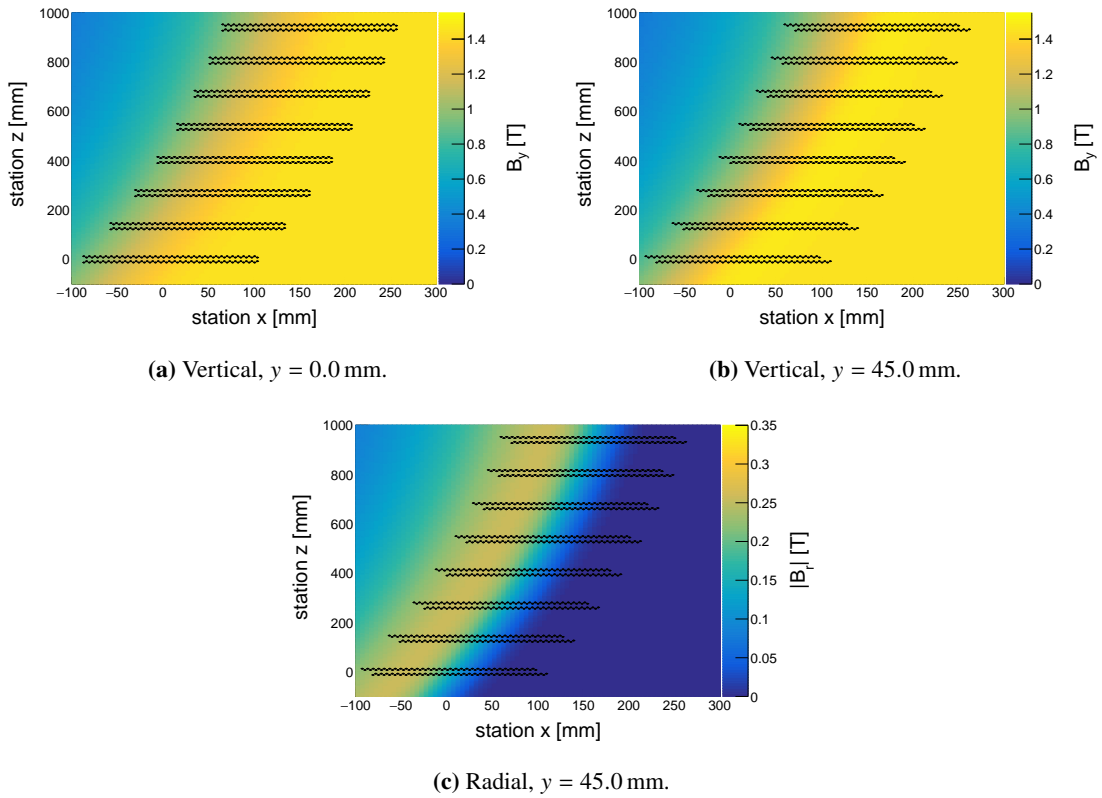 1000
800
600
400
200
0
station z [mm]
−100 −50 0 50 100 150 200 250 300
station x [mm]
1.4
1.2
1
0.8
0.6
0.4
0.2
0
B_y [T]
(a) Vertical, y = 0.0 mm.
1000
800
600
400
200
0
station z [mm]
−100 −50 0 50 100 150 200 250 300
station x [mm]
1.4
1.2
1
0.8
0.6
0.4
0.2
0
B_y [T]
(b) Vertical, y = 45.0 mm.
1000
800
600
400
200
0
station z [mm]
−100 −50 0 50 100 150 200 250 300
station x [mm]
0.35
0.3
0.25
0.2
0.15
0.1
0.05
0
|B_r| [T]
(c) Radial, y = 45.0 mm.